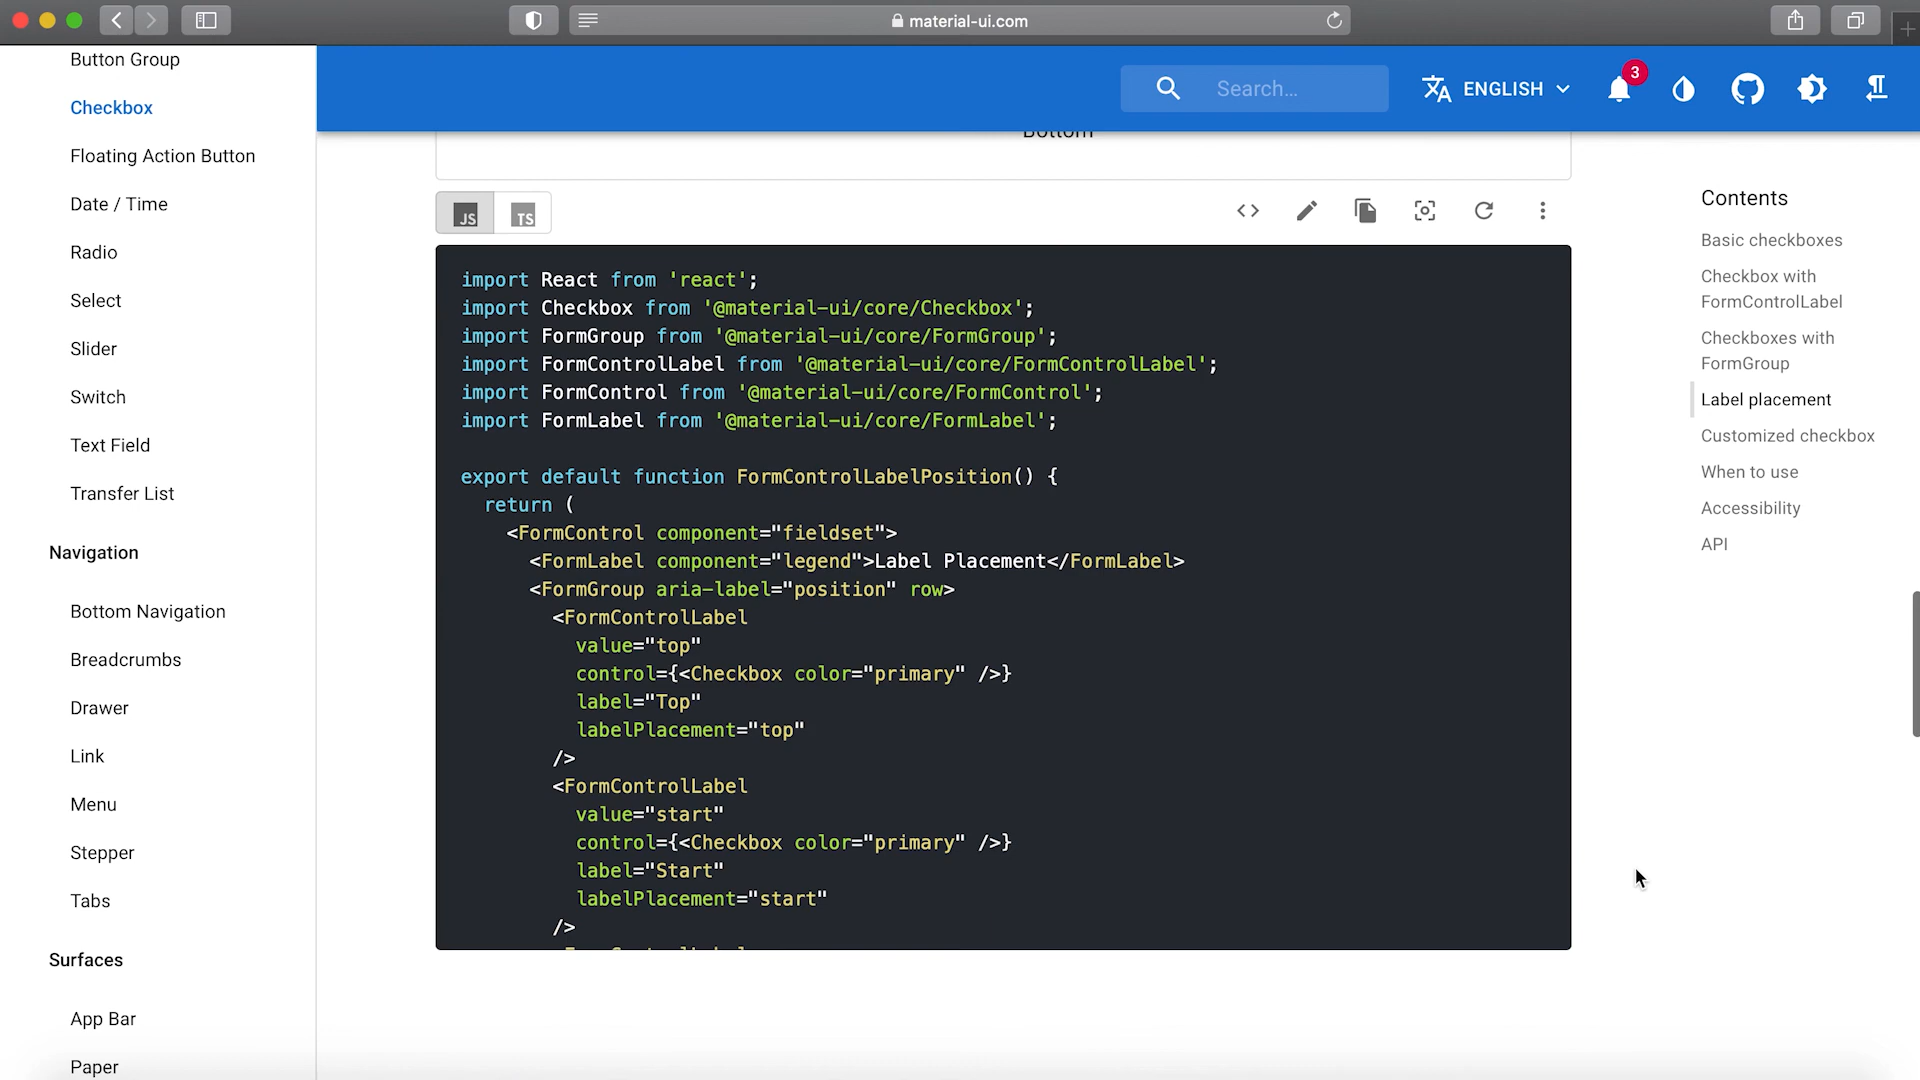 material-ui.com
Search…
ENGLISH
3
Button Group
Checkbox
Floating Action Button
Date / Time
Radio
Select
Slider
Switch
Text Field
Transfer List
Navigation
Bottom Navigation
Breadcrumbs
Drawer
Link
Menu
Stepper
Tabs
Surfaces
App Bar
Paper
Bottom
JS
TS
import React from 'react';
import Checkbox from '@material-ui/core/Checkbox';
import FormGroup from '@material-ui/core/FormGroup';
import FormControlLabel from '@material-ui/core/FormControlLabel';
import FormControl from '@material-ui/core/FormControl';
import FormLabel from '@material-ui/core/FormLabel';
export default function FormControlLabelPosition() {
return (
<FormControl component="fieldset">
<FormLabel component="legend">Label Placement</FormLabel>
<FormGroup aria-label="position" row>
<FormControlLabel
value="top"
control={<Checkbox color="primary" />}
label="Top"
labelPlacement="top"
/>
<FormControlLabel
value="start"
control={<Checkbox color="primary" />}
label="Start"
labelPlacement="start"
/>
Contents
Basic checkboxes
Checkbox with
FormControlLabel
Checkboxes with
FormGroup
Label placement
Customized checkbox
When to use
Accessibility
API